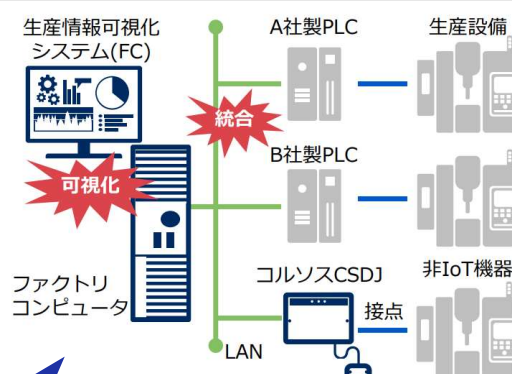 生産情報可視化
システム(FC)
A社製PLC
生産設備
統合
可視化
B社製PLC
ファクトリ
コンピュータ
コルソスCSDJ
非IoT機器
接点
LAN